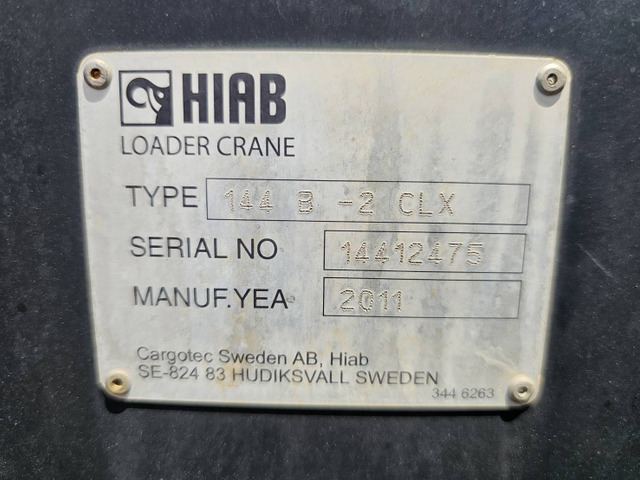 HIAB
LOADER CRANE
TYPE 144 B -2 CLX
SERIAL NO 14412475
MANUF.YEA 2011
Cargotec Sweden AB, Hiab
SE-824 83 HUDIKSVALL SWEDEN
344 6263